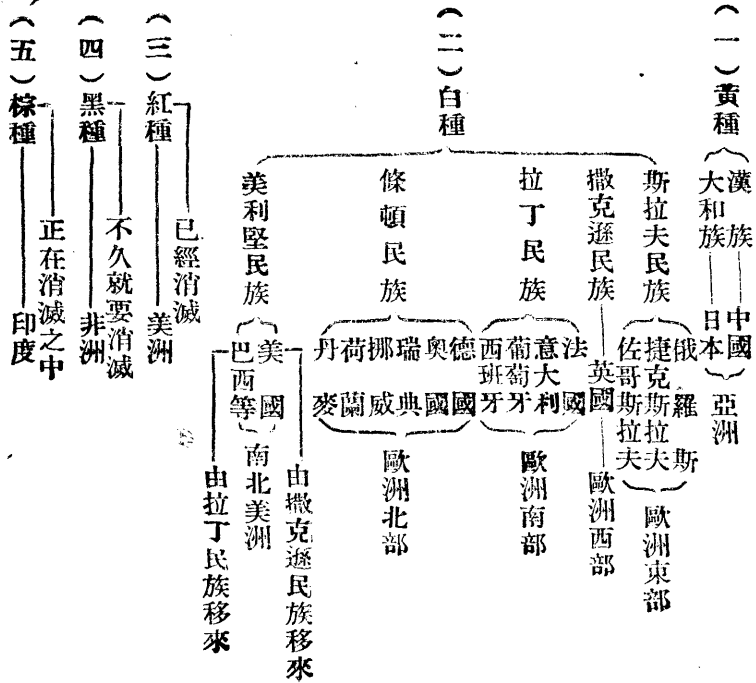 （一）黃種
漢族
中國
大和族
日本
亞洲
（二）白種
斯拉夫民族
俄羅斯
捷克斯拉夫
佐哥斯拉夫
歐洲東部
撒克遜民族
英國
歐洲西部
拉丁民族
法國
意大利
葡萄牙
西班牙
歐洲南部
條頓民族
德國
奧國
瑞典
挪威
荷蘭
丹麥
歐洲北部
美利堅民族
美國
由撒克遜民族移來
巴西等
由拉丁民族移來
南北美洲
（三）紅種
已經消滅
美洲
（四）黑種
不久就要消滅
非洲
（五）棕種
正在消滅之中
印度